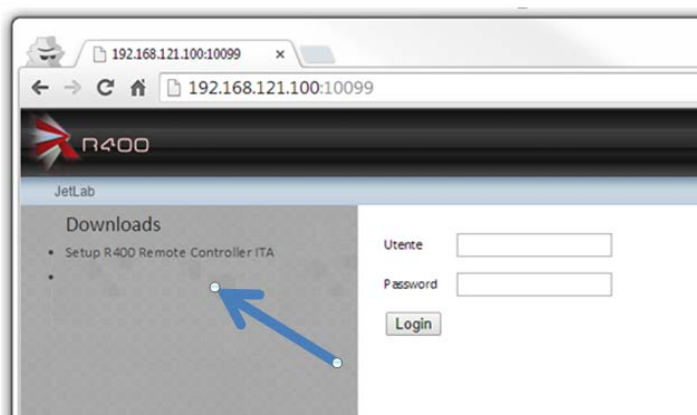 192.168.121.100:10099
192.168.121.100:10099
R400
JetLab
Downloads
Setup R400 Remote Controller ITA
Utente
Password
Login